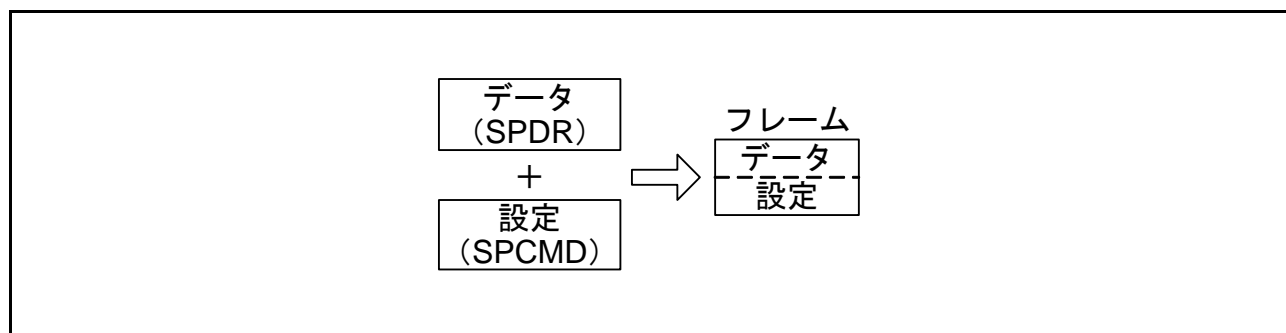 データ
（SPDR）
＋
設定
（SPCMD）
フレーム
データ
設定